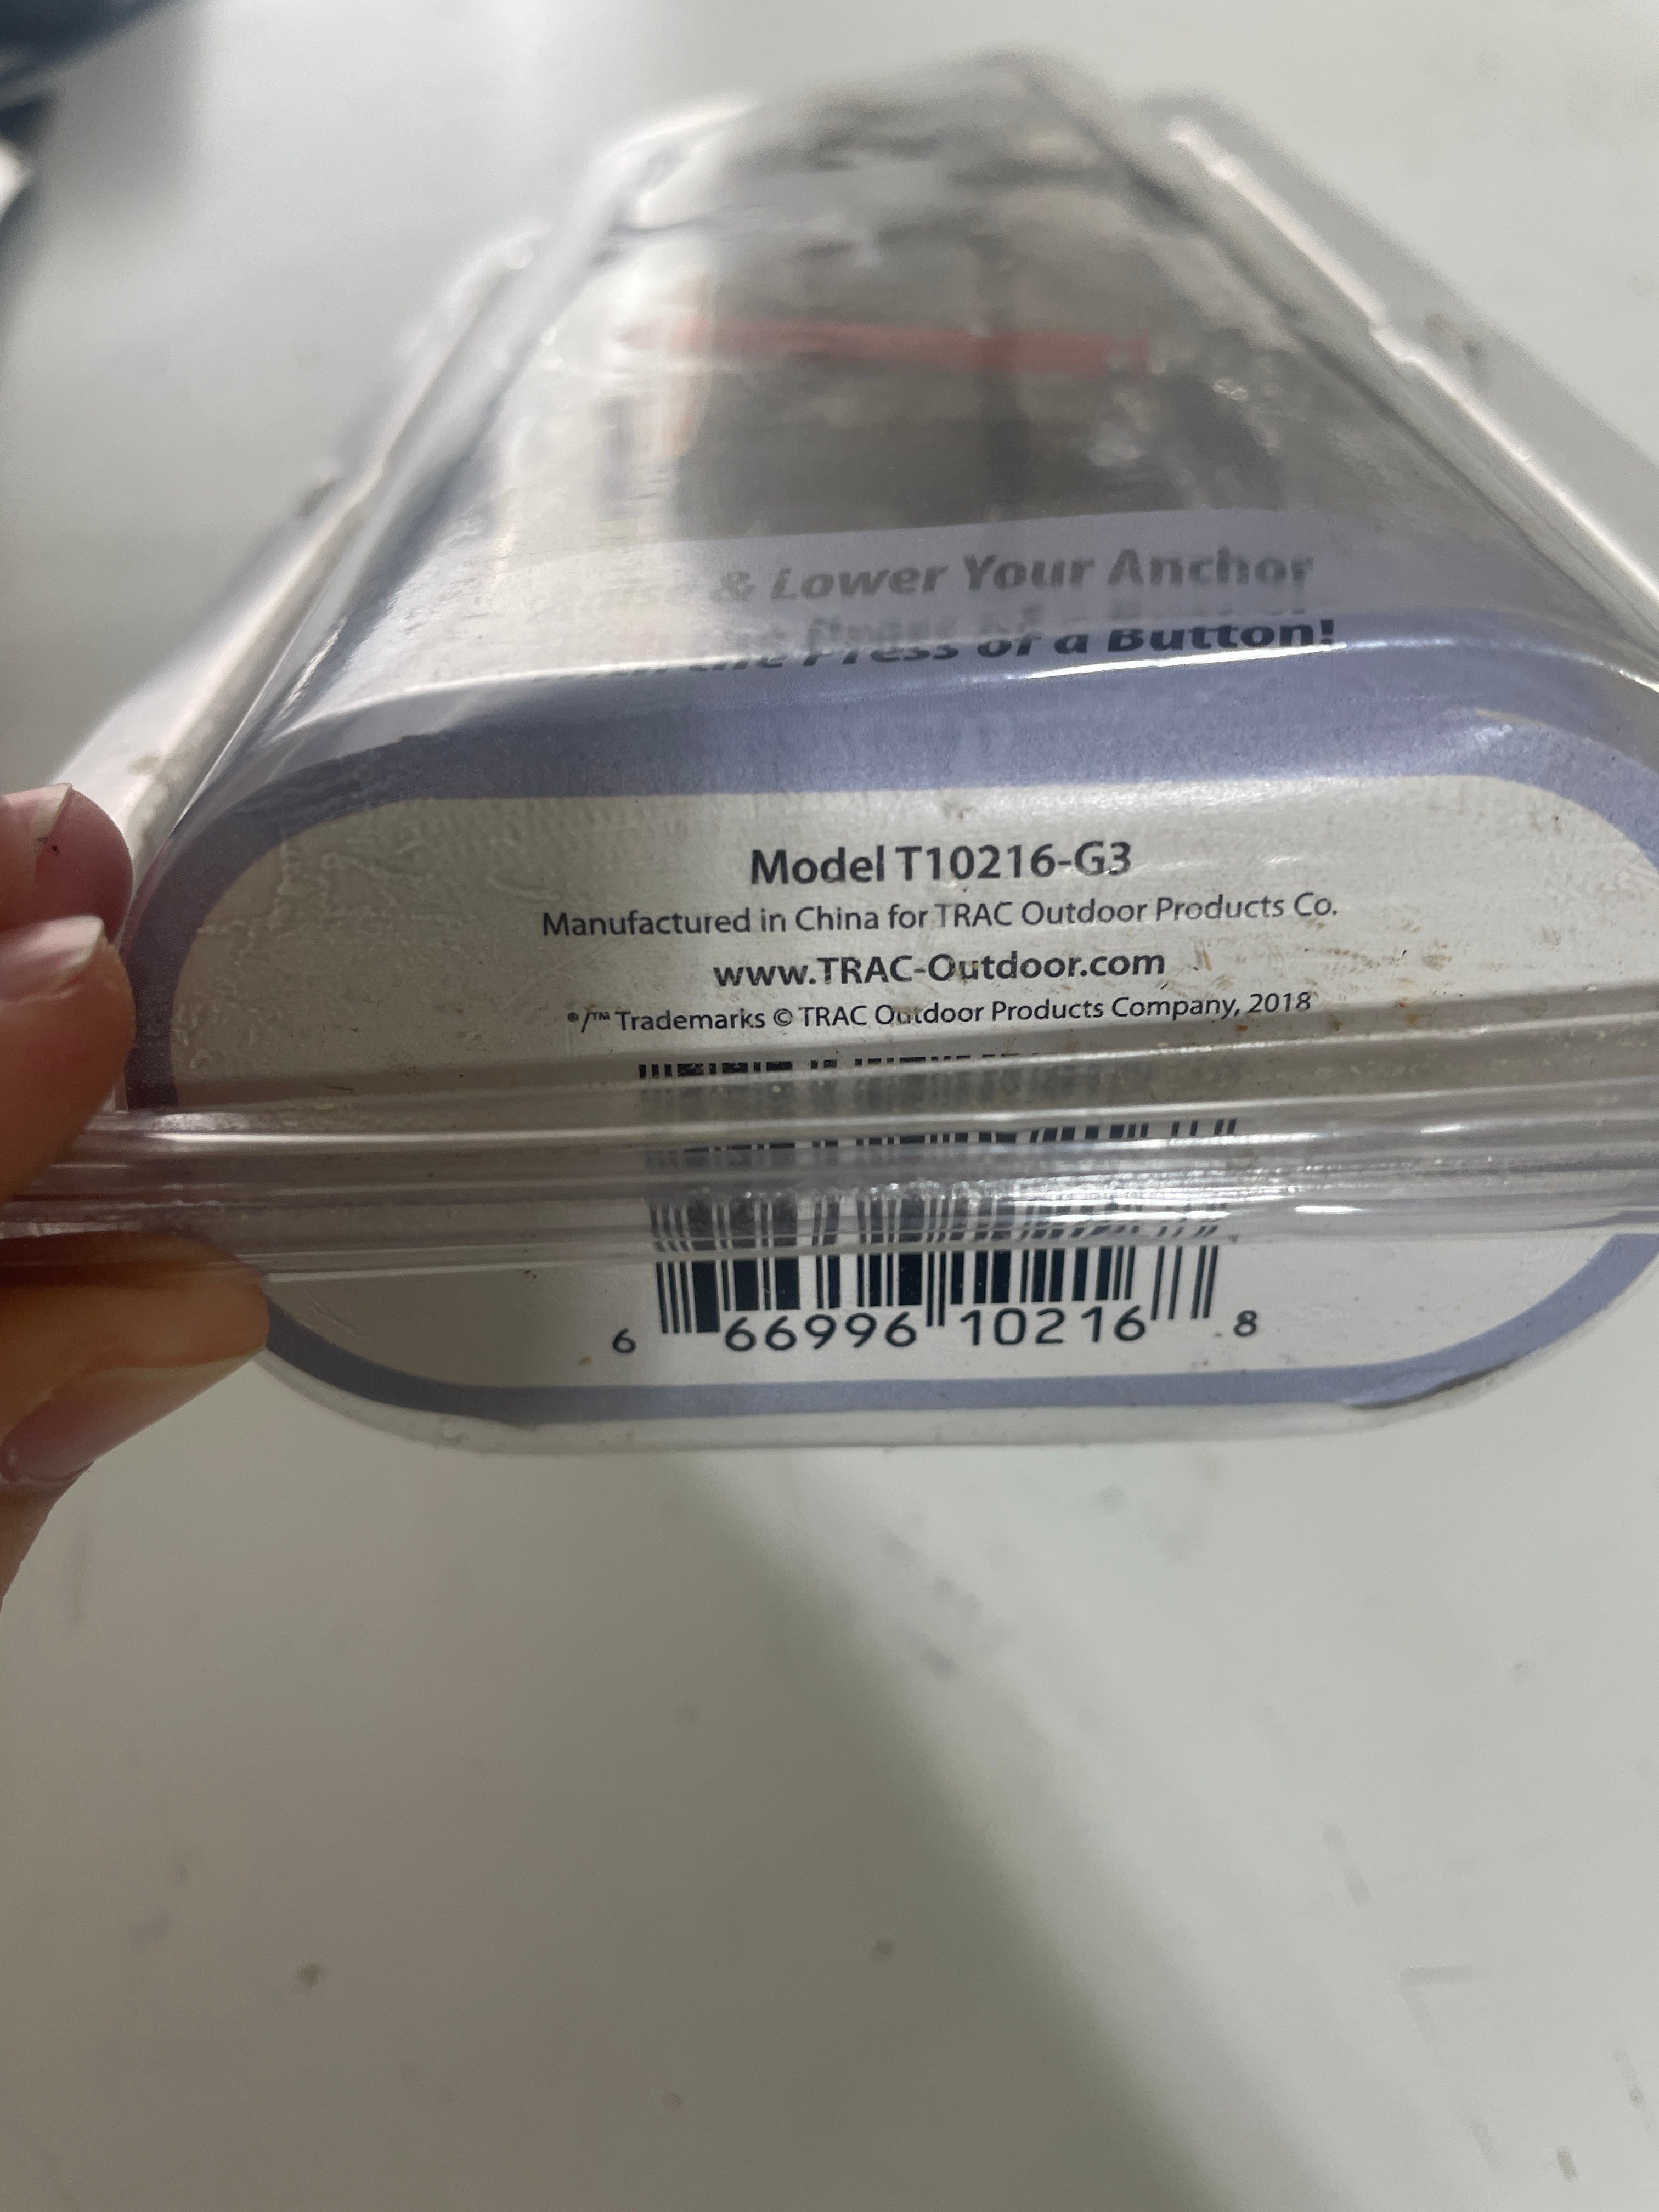 & Lower Your Anchor
the Press of a Button!
Model T10216-G3
Manufactured in China for TRAC Outdoor Products Co.
www.TRAC-Outdoor.com
®/™ Trademarks © TRAC Outdoor Products Company, 2018
6 66996 10216 8